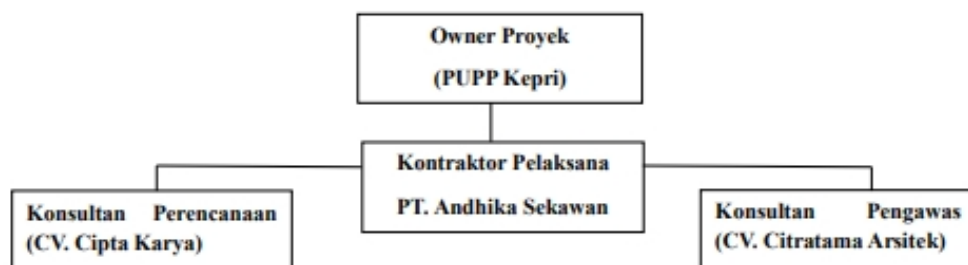 Owner Proyek
(PUPP Kepri)
Kontraktor Pelaksana
PT. Andhika Sekawan
Konsultan Perencanaan
(CV. Cipta Karya)
Konsultan Pengawas
(CV. Citratama Arsitek)